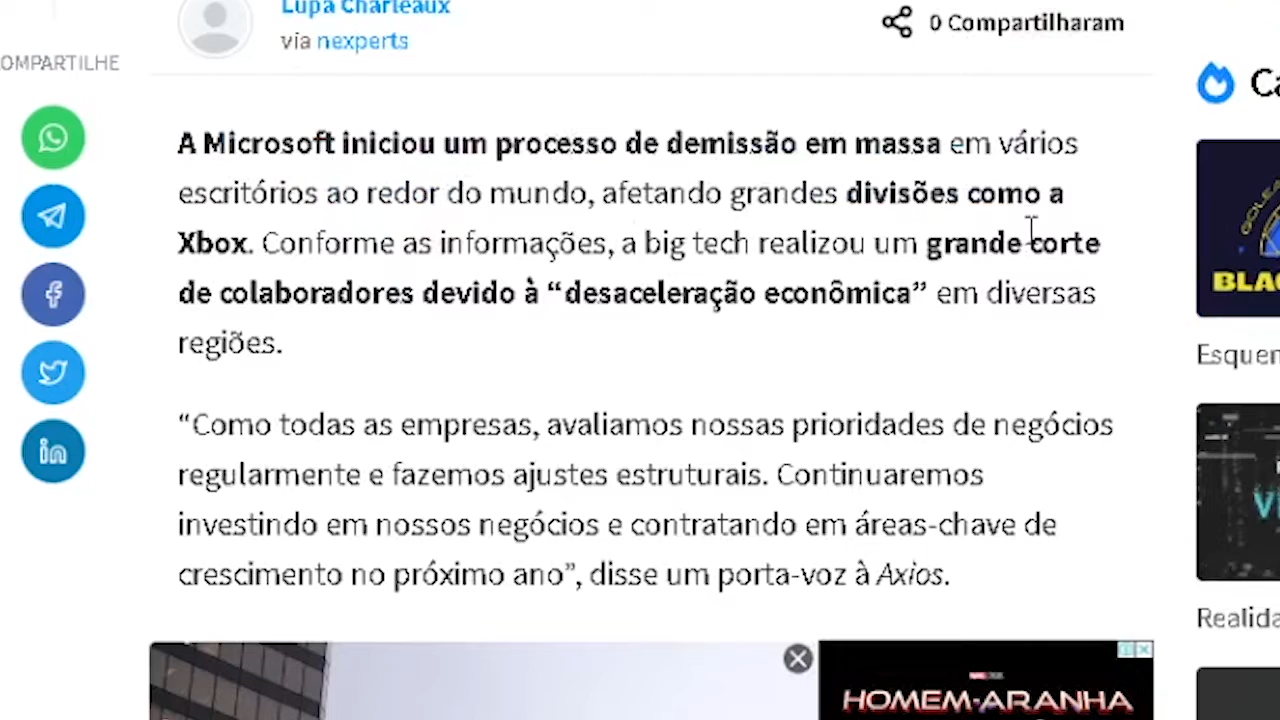 Lupa Charleaux
via nexperts
0 Compartilharam
OMPARTILHE
A Microsoft iniciou um processo de demissão em massa em vários
escritórios ao redor do mundo, afetando grandes divisões como a
Xbox. Conforme as informações, a big tech realizou um grande corte
de colaboradores devido à “desaceleração econômica” em diversas
regiões.
“Como todas as empresas, avaliamos nossas prioridades de negócios
regularmente e fazemos ajustes estruturais. Continuaremos
investindo em nossos negócios e contratando em áreas-chave de
crescimento no próximo ano”, disse um porta-voz à Axios.
HOMEM-ARANHA
Ca
BLAC
Esquen
Realida